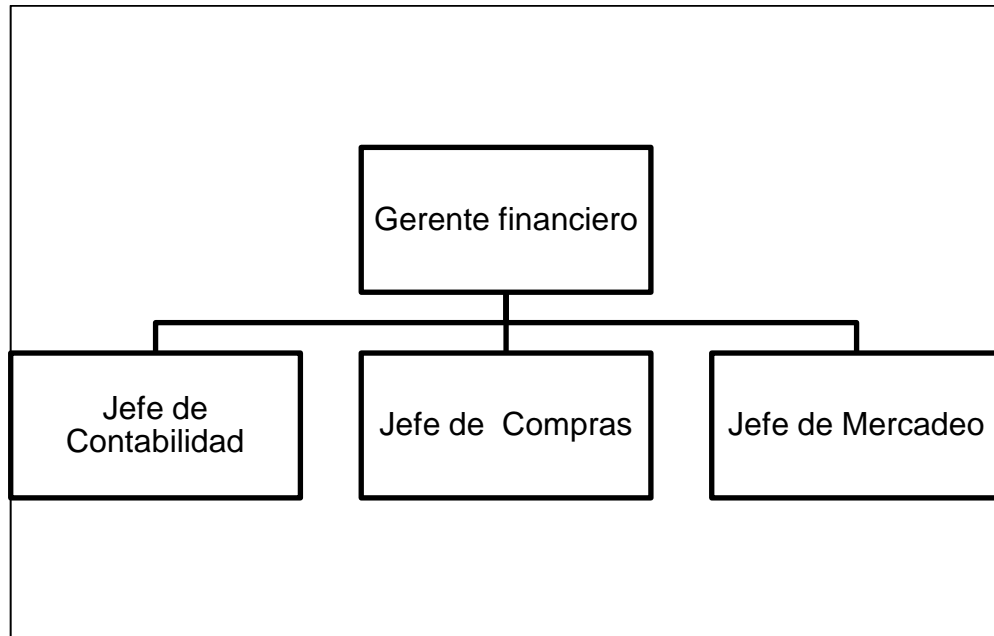 Gerente financiero
Jefe de
Contabilidad
Jefe de Compras
Jefe de Mercadeo